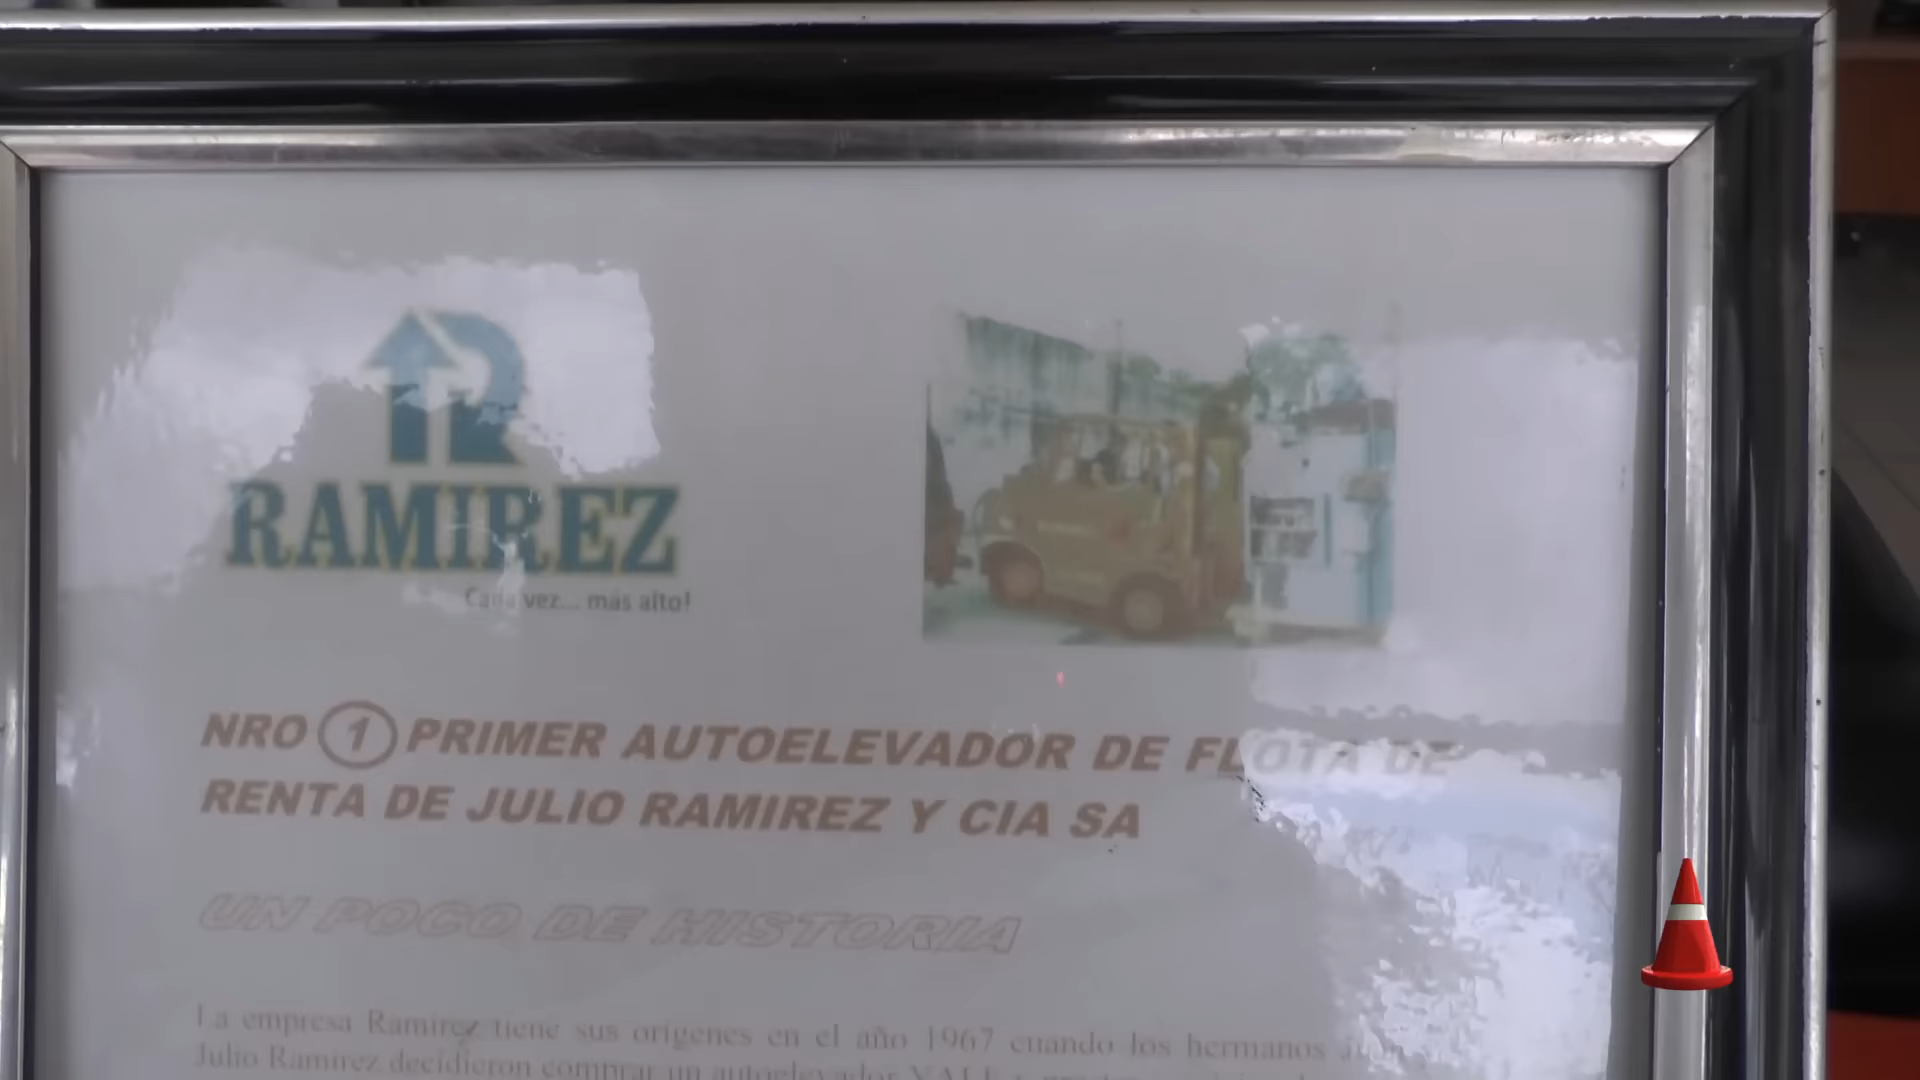 RAMIREZ
Cada vez... más alto!
NRO 1 PRIMER AUTOELEVADOR DE FLOTA DE
RENTA DE JULIO RAMIREZ Y CIA SA
UN POCO DE HISTORIA
La empresa Ramirez tiene sus orígenes en el año 1967 cuando los hermanos
Julio Ramirez decidieron comprar un autoelevador YALE